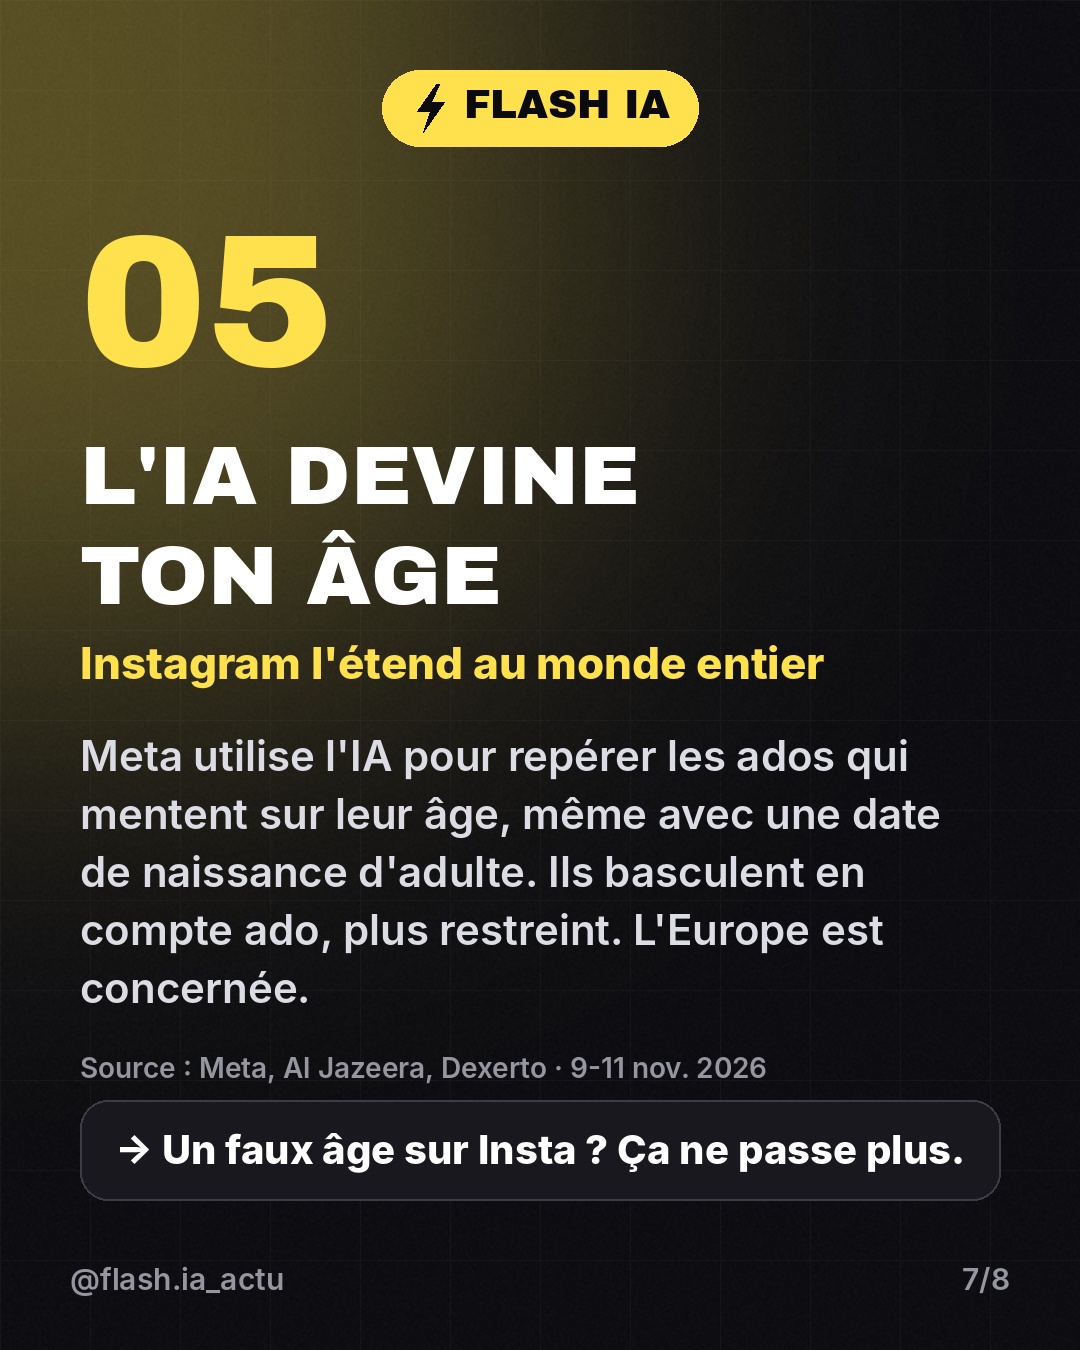 FLASH IA
05
L'IA DEVINE
TON ÂGE
Instagram l'étend au monde entier
Meta utilise l'IA pour repérer les ados qui
mentent sur leur âge, même avec une date
de naissance d'adulte. Ils basculent en
compte ado, plus restreint. L'Europe est
concernée.
Source : Meta, Al Jazeera, Dexerto · 9-11 nov. 2026
→ Un faux âge sur Insta ? Ça ne passe plus.
@flash.ia_actu
7/8